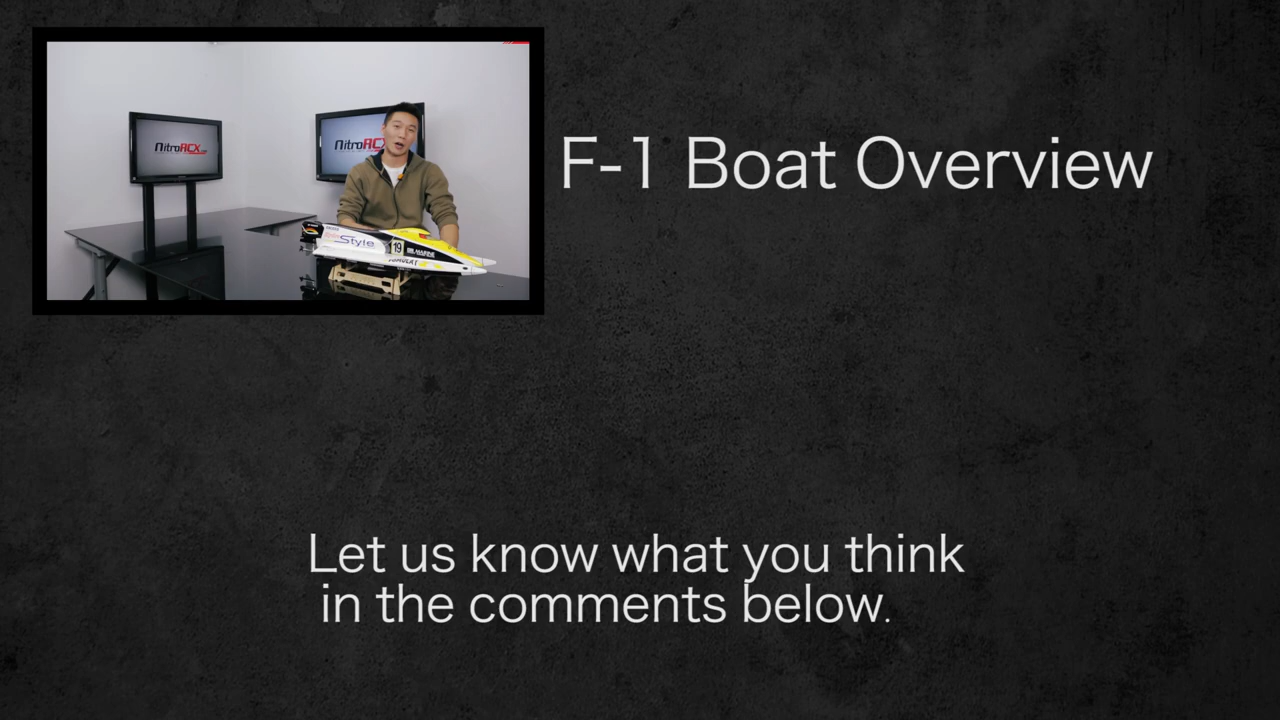 NitroRCX
NitroRCX
Style
19
F-1 Boat Overview
Let us know what you think
in the comments below.